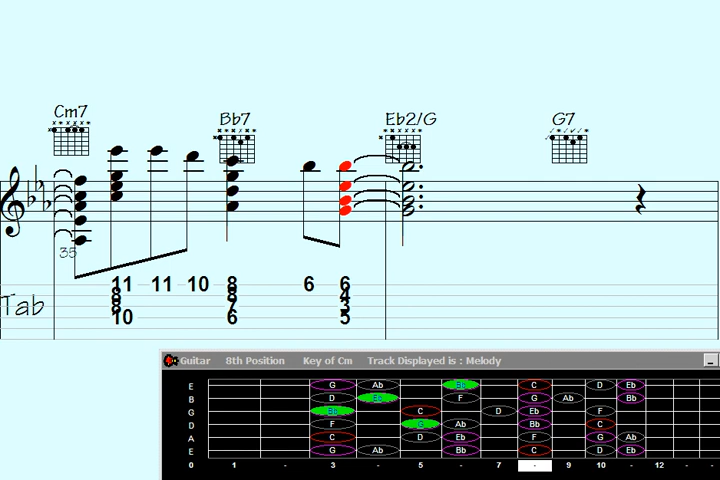 Cm7 Bb7 Eb2/G G7
35
11 11 10 8 6 6
8 8 4
8 7 3
10 6 5
Tab
Guitar 8th Position Key of Cm Track Displayed is : Melody
E G Ab Bb C D Eb
B D Eb F G Ab Bb
G Bb C D Eb F
D F G Ab Bb C
A C D Eb F G Ab
E G Ab Bb C D Eb
0 1 - 3 - 5 - 7 - 9 10 - 12 - -